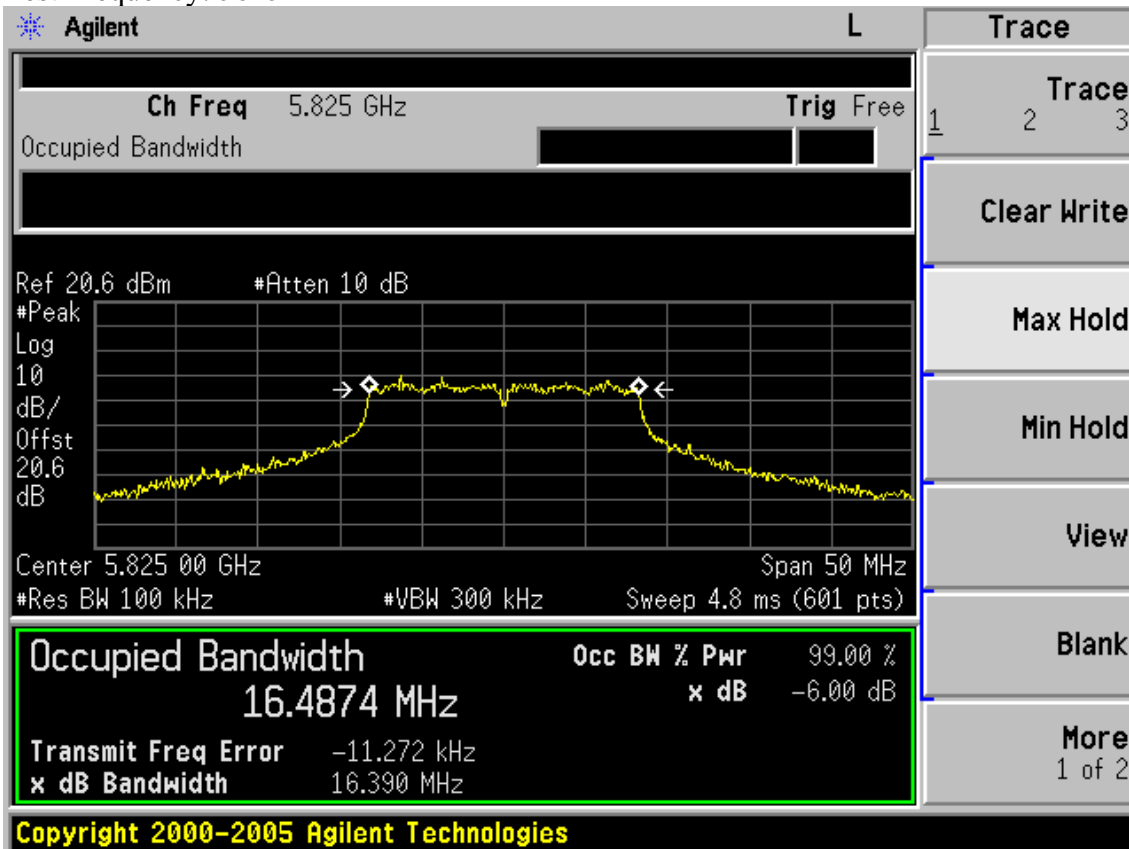 Agilent L Trace
Ch Freq 5.825 GHz Trig Free
Occupied Bandwidth
Trace
1 2 3
Clear Write
Max Hold
Min Hold
View
Blank
More
1 of 2
Ref 20.6 dBm #Atten 10 dB
#Peak
Log
10
dB/
Offst
20.6
dB
Center 5.825 00 GHz Span 50 MHz
#Res BW 100 kHz #VBW 300 kHz Sweep 4.8 ms (601 pts)
Occupied Bandwidth Occ BW % Pwr 99.00 %
16.4874 MHz x dB -6.00 dB
Transmit Freq Error -11.272 kHz
x dB Bandwidth 16.390 MHz
Copyright 2000-2005 Agilent Technologies